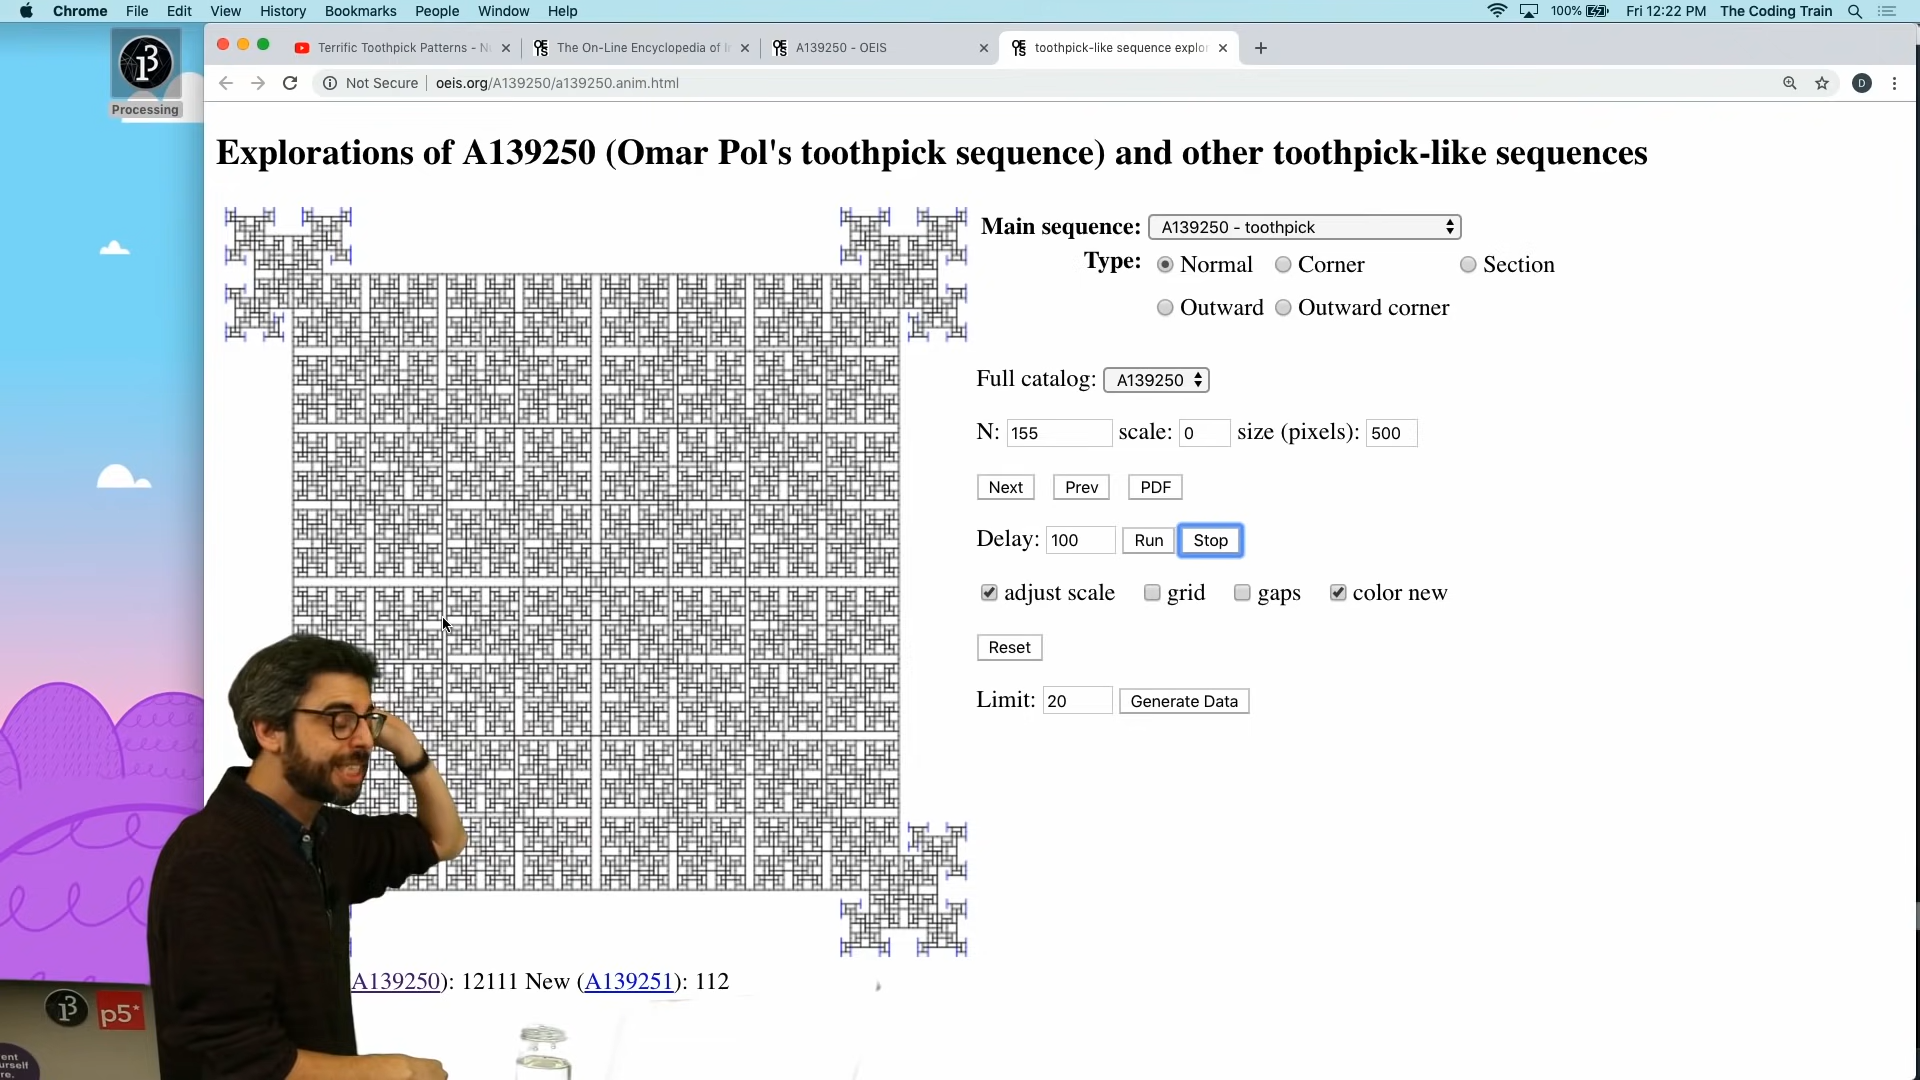 Chrome File Edit View History Bookmarks People Window Help 100% Fri 12:22 PM The Coding Train
Terrific Toothpick Patterns - N The On-Line Encyclopedia of I A139250 - OEIS toothpick-like sequence explor
Not Secure oeis.org/A139250/a139250.anim.html D
Processing
Explorations of A139250 (Omar Pol's toothpick sequence) and other toothpick-like sequences
Main sequence: A139250 - toothpick
Type: Normal Corner Section
Outward Outward corner
Full catalog: A139250
N: 155 scale: 0 size (pixels): 500
Next Prev PDF
Delay: 100 Run Stop
adjust scale grid gaps color new
Reset
Limit: 20 Generate Data
A139250): 12111 New (A139251): 112
p5*